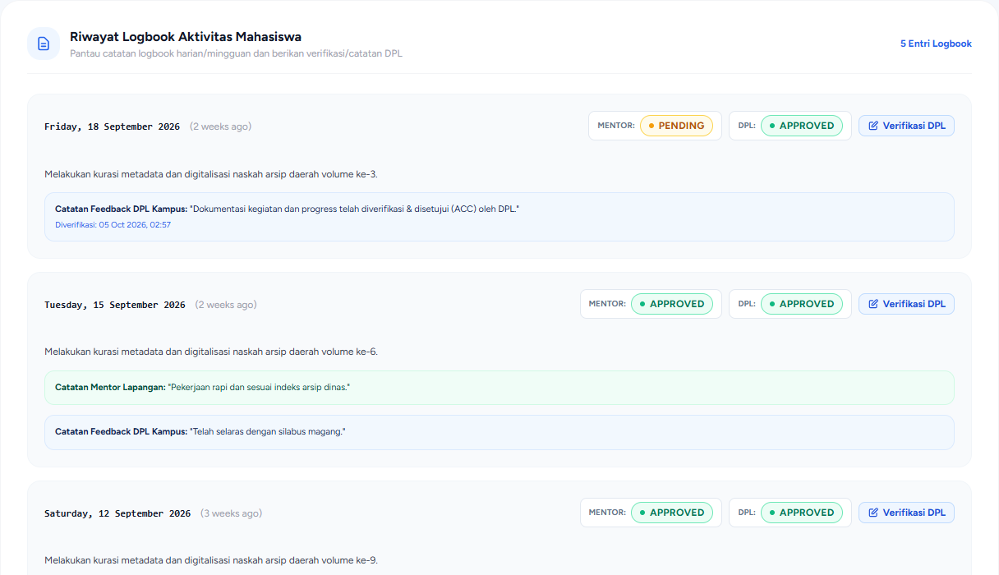 Riwayat Logbook Aktivitas Mahasiswa
Pantau catatan logbook harian/mingguan dan berikan verifikasi/catatan DPL
5 Entri Logbook
Friday, 18 September 2026 (2 weeks ago)
MENTOR: PENDING
DPL: APPROVED
Verifikasi DPL
Melakukan kurasi metadata dan digitalisasi naskah arsip daerah volume ke-3.
Catatan Feedback DPL Kampus: "Dokumentasi kegiatan dan progress telah diverifikasi & disetujui (ACC) oleh DPL."
Diverifikasi: 05 Oct 2026, 02:57
Tuesday, 15 September 2026 (2 weeks ago)
MENTOR: APPROVED
DPL: APPROVED
Verifikasi DPL
Melakukan kurasi metadata dan digitalisasi naskah arsip daerah volume ke-6.
Catatan Mentor Lapangan: "Pekerjaan rapi dan sesuai indeks arsip dinas."
Catatan Feedback DPL Kampus: "Telah selaras dengan silabus magang."
Saturday, 12 September 2026 (3 weeks ago)
MENTOR: APPROVED
DPL: APPROVED
Verifikasi DPL
Melakukan kurasi metadata dan digitalisasi naskah arsip daerah volume ke-9.